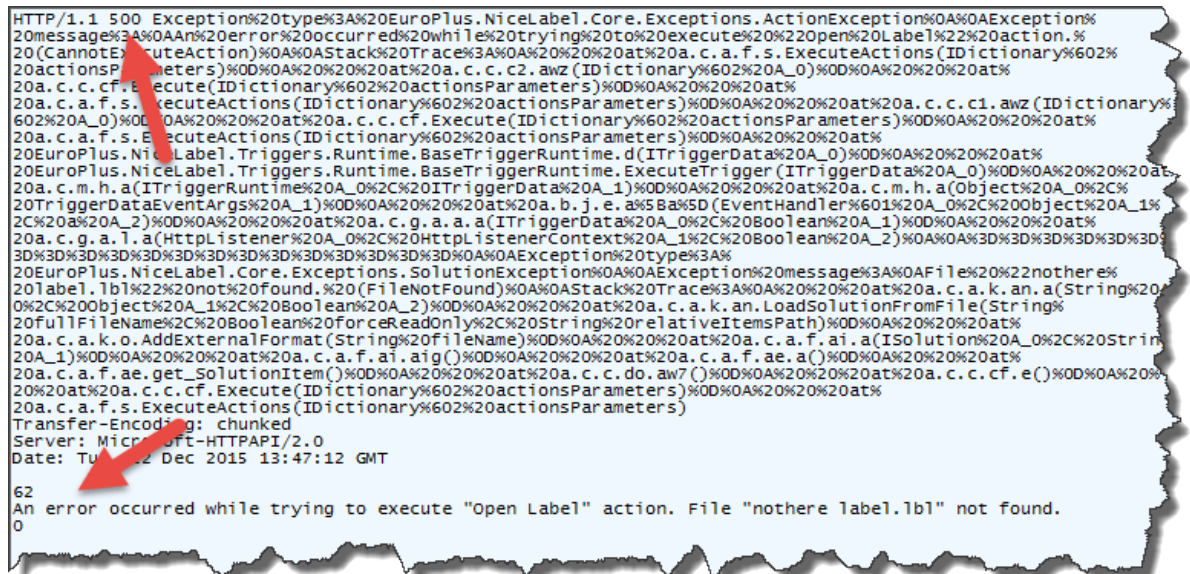 HTTP/1.1 500 Exception%20type%3A%20EuroPlus.NiceLabel.Core.Exceptions.ActionException%0A%0AException%
20message%3A%0AAn%20error%20occurred%20while%20trying%20to%20execute%20%22Open%20Label%22%20action.%
20(CannotExecuteAction)%0A%0AStack%20Trace%3A%0A%20%20%20at%20a.c.a.f.s.ExecuteActions(IDictionary%602%
20actionsParameters)%0D%0A%20%20%20at%20a.c.c.c2.awz(IDictionary%602%20A_0)%0D%0A%20%20%20at%
20a.c.c.cf.Execute(IDictionary%602%20actionsParameters)%0D%0A%20%20%20at%
20a.c.a.f.s.ExecuteActions(IDictionary%602%20actionsParameters)%0D%0A%20%20%20at%20a.c.c.c1.awz(IDictionary%
602%20A_0)%0D%0A%20%20%20at%20a.c.c.cf.Execute(IDictionary%602%20actionsParameters)%0D%0A%20%20%20at%
20a.c.a.f.s.ExecuteActions(IDictionary%602%20actionsParameters)%0D%0A%20%20%20at%
20EuroPlus.NiceLabel.Triggers.Runtime.BaseTriggerRuntime.d(ITriggerData%20A_0)%0D%0A%20%20%20at%
20EuroPlus.NiceLabel.Triggers.Runtime.BaseTriggerRuntime.ExecuteTrigger(ITriggerData%20A_0)%0D%0A%20%20%20at
20a.c.m.h.a(ITriggerRuntime%20A_0%2C%20ITriggerData%20A_1)%0D%0A%20%20%20at%20a.c.m.h.a(Object%20A_0%2C%
20TriggerDataEventArgs%20A_1)%0D%0A%20%20%20at%20a.b.j.e.a%5Ba%5D(EventHandler%601%20A_0%2C%20Object%20A_1%
2C%20a%20A_2)%0D%0A%20%20%20at%20a.c.g.a.a.a(ITriggerData%20A_0%2C%20Boolean%20A_1)%0D%0A%20%20%20at%
20a.c.g.a.l.a(HttpListener%20A_0%2C%20HttpListenerContext%20A_1%2C%20Boolean%20A_2)%0A%0A%3D%3D%3D%3D%3D%3D%3D
3D%3D%3D%3D%3D%3D%3D%3D%3D%3D%3D%3D%3D%3D%0A%0AException%20type%3A%
20EuroPlus.NiceLabel.Core.Exceptions.SolutionException%0A%0AException%20message%3A%0AFile%20%22nothere%
20label.lbl%22%20not%20found.%20(FileNotFound)%0A%0AStack%20Trace%3A%0A%20%20%20at%20a.c.a.k.an.a(String%20
0%2C%20Object%20A_1%2C%20Boolean%20A_2)%0D%0A%20%20%20at%20a.c.a.k.an.LoadSolutionFromFile(String%
20fullFileName%2C%20Boolean%20forceReadOnly%2C%20String%20relativeItemsPath)%0D%0A%20%20%20at%
20a.c.a.k.o.AddExternalFormat(String%20fileName)%0D%0A%20%20%20at%20a.c.a.f.ai.a(ISolution%20A_0%2C%20Strin
20A_1)%0D%0A%20%20%20at%20a.c.a.f.ai.aig()%0D%0A%20%20%20at%20a.c.a.f.ae.a()%0D%0A%20%20%20at%
20a.c.a.f.ae.get_SolutionItem()%0D%0A%20%20%20at%20a.c.c.do.aw7()%0D%0A%20%20%20at%20a.c.c.cf.e()%0D%0A%20%
20%20at%20a.c.c.cf.Execute(IDictionary%602%20actionsParameters)%0D%0A%20%20%20at%
20a.c.a.f.s.ExecuteActions(IDictionary%602%20actionsParameters)
Transfer-Encoding: chunked
Server: Microsoft-HTTPAPI/2.0
Date: Dec 2015 13:47:12 GMT
62
An error occurred while trying to execute "Open Label" action. File "nothere label.lbl" not found.
0